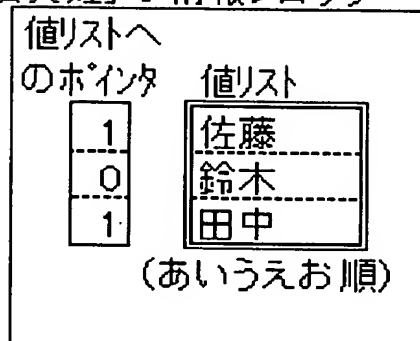 値リストへ
のポインタ 値リスト
1 佐藤
0 鈴木
1 田中
(あいうえお順)